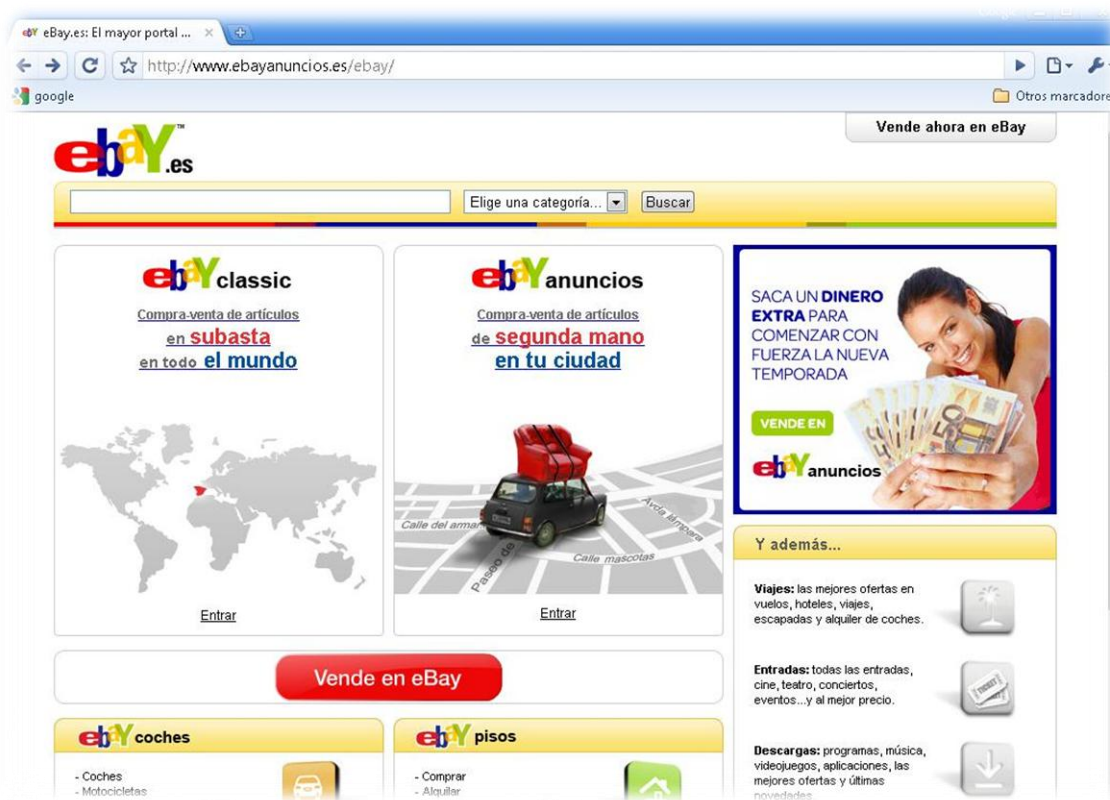 eBay.es: El mayor portal ...
http://www.ebayanuncios.es/ebay/
google
Otros marcadore
ebaY™.es
Vende ahora en eBay
Elige una categoría...
Buscar
ebaY classic
Compra-venta de artículos
en subasta
en todo el mundo
Entrar
ebaY anuncios
Compra-venta de artículos
de segunda mano
en tu ciudad
Calle del armar
Paseo de
Calle mascotas
Avda lámpara
Entrar
SACA UN DINERO
EXTRA PARA
COMENZAR CON
FUERZA LA NUEVA
TEMPORADA
VENDE EN
ebaY anuncios
50
Y además...
Viajes: las mejores ofertas en
vuelos, hoteles, viajes,
escapadas y alquiler de coches.
Entradas: todas las entradas,
cine, teatro, conciertos,
eventos...y al mejor precio.
TICKET
Descargas: programas, música,
videojuegos, aplicaciones, las
mejores ofertas y últimas
novedades
Vende en eBay
ebaY coches
- Coches
- Motocicletas
ebaY pisos
- Comprar
- Alquilar